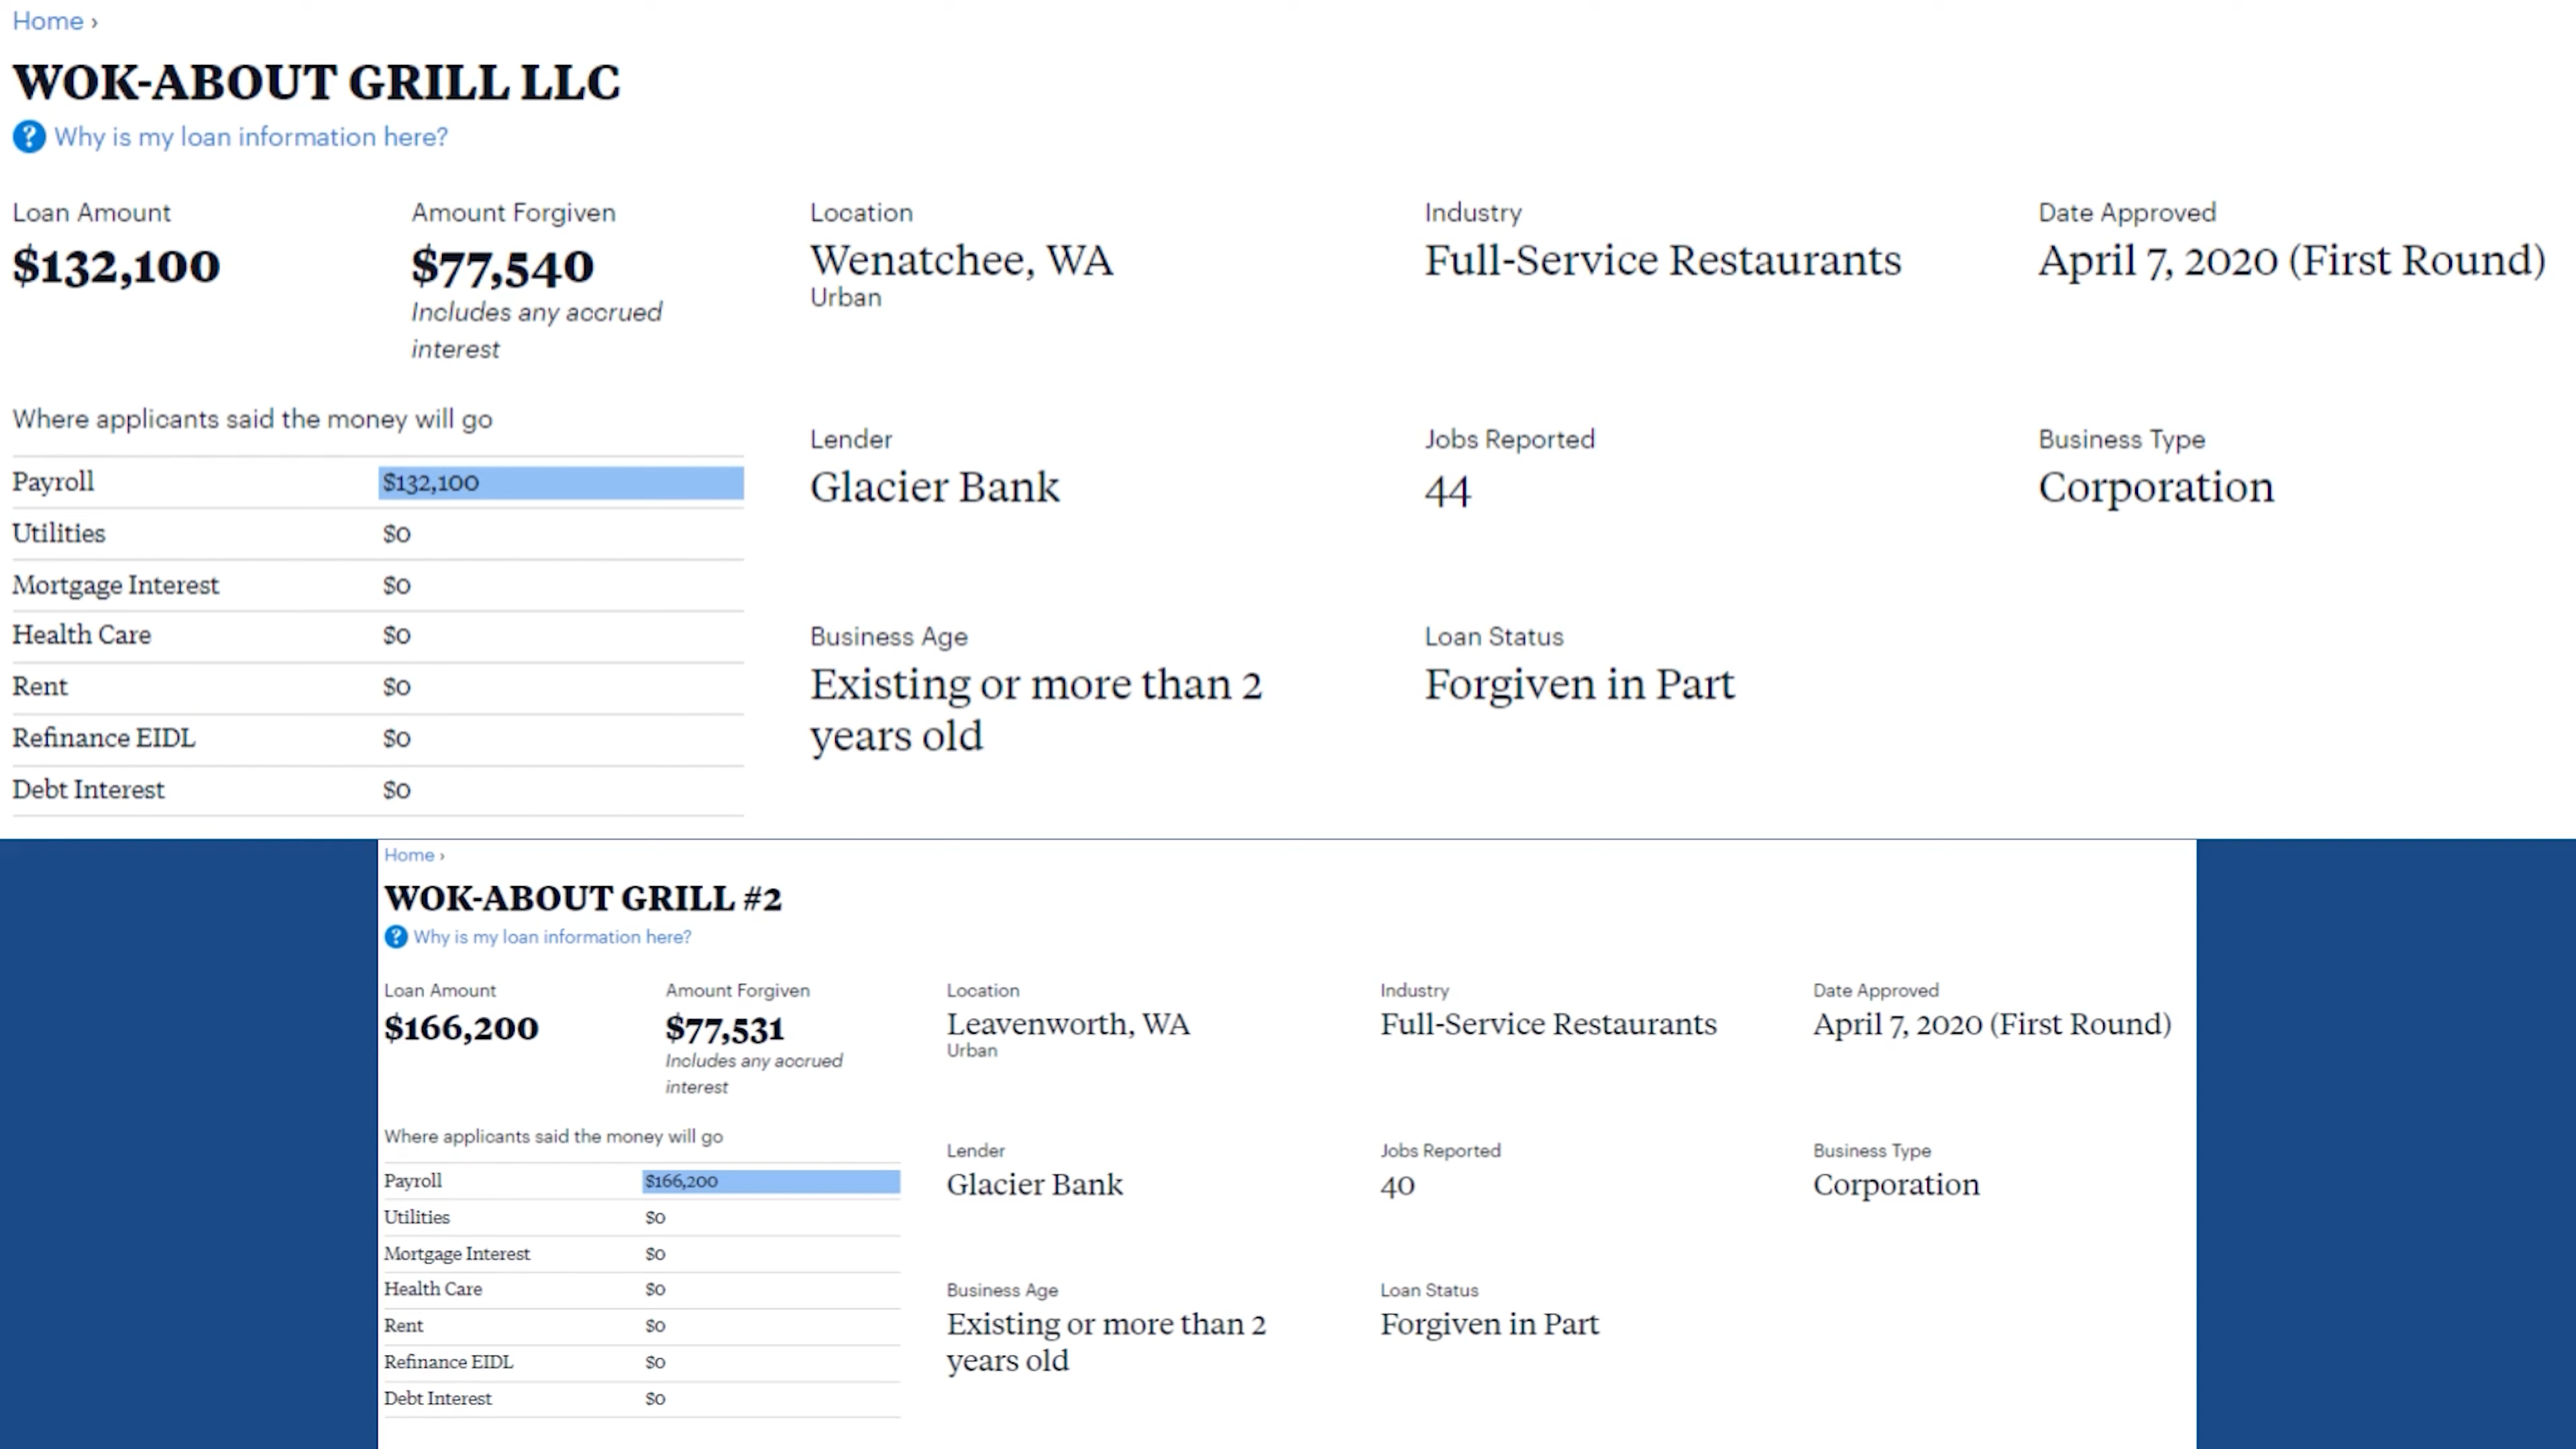 Home ›
WOK-ABOUT GRILL LLC
? Why is my loan information here?
Loan Amount
$132,100
Amount Forgiven
$77,540
Includes any accrued
interest
Location
Wenatchee, WA
Urban
Industry
Full-Service Restaurants
Date Approved
April 7, 2020 (First Round)
Where applicants said the money will go
Payroll $132,100
Utilities $0
Mortgage Interest $0
Health Care $0
Rent $0
Refinance EIDL $0
Debt Interest $0
Lender
Glacier Bank
Jobs Reported
44
Business Type
Corporation
Business Age
Existing or more than 2
years old
Loan Status
Forgiven in Part
Home ›
WOK-ABOUT GRILL #2
? Why is my loan information here?
Loan Amount
$166,200
Amount Forgiven
$77,531
Includes any accrued
interest
Location
Leavenworth, WA
Urban
Industry
Full-Service Restaurants
Date Approved
April 7, 2020 (First Round)
Where applicants said the money will go
Payroll $166,200
Utilities $0
Mortgage Interest $0
Health Care $0
Rent $0
Refinance EIDL $0
Debt Interest $0
Lender
Glacier Bank
Jobs Reported
40
Business Type
Corporation
Business Age
Existing or more than 2
years old
Loan Status
Forgiven in Part